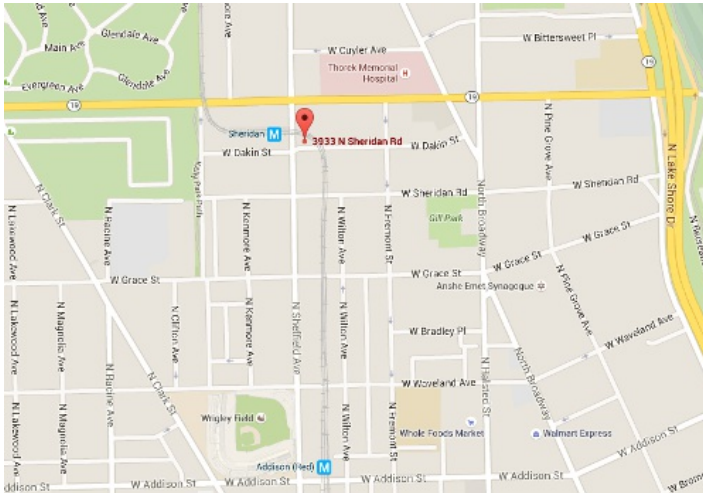 Glendale Ave
Main Ave
Evergreen Ave
Glendale Ave
W Cuyler Ave
W Bittersweet Pl
Thorek Memorial
Hospital
19
19
19
Sheridan M
3933 N Sheridan Rd
W Dakin St
W Dakin St
N Pine Grove Ave
N Lake Shore Dr
N Clark St
W Sheridan Rd
W Sheridan Rd
North Broadway
Gill Park
N Lakewood Ave
N Racine Ave
N Kenmore Ave
N Wilton Ave
N Fremont St
W Grace St
W Grace St
W Grace St
Anshe Emet Synagogue
N Pine Grove Ave
N Lakewood Ave
N Magnolia Ave
N Racine Ave
N Clifton Ave
N Kenmore Ave
N Sheffield Ave
N Wilton Ave
W Bradley Pl
W Waveland Ave
N Clark St
W Waveland Ave
N Halsted St
North Broadway
N Lakewood Ave
N Magnolia Ave
Wrigley Field
N Wilton Ave
N Fremont St
Whole Foods Market
Walmart Express
Addison (Red) M
ddison St
W Addison St
W Addison St
W Addison St
W Addison St